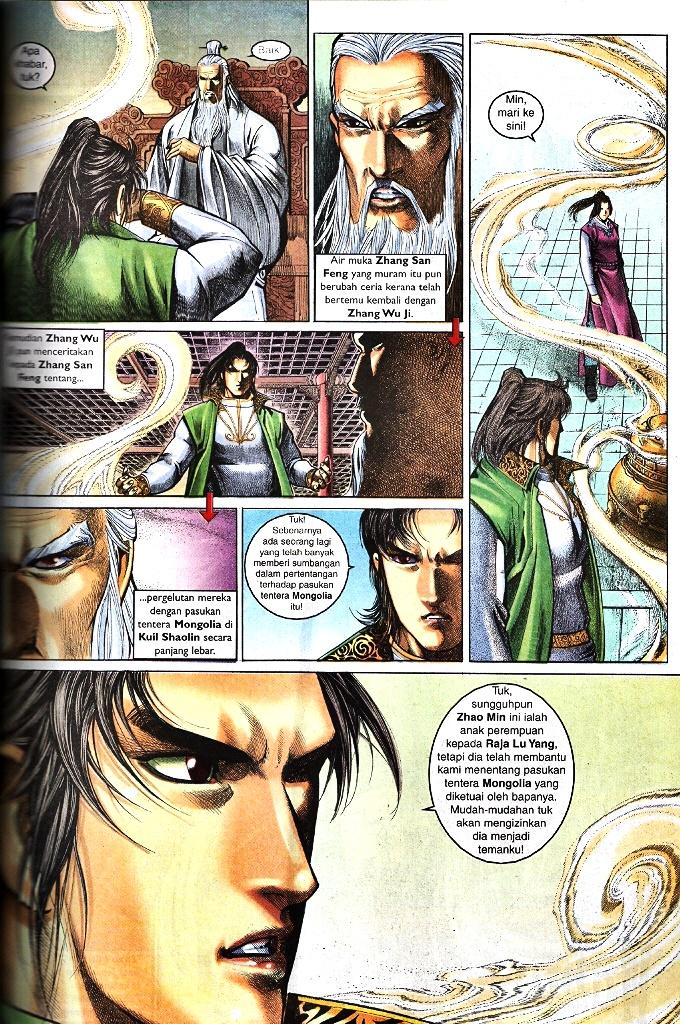 Apa
tuk?
Baik!
Air muka Zhang San
Feng yang muram itu pun
berubah ceria kerana telah
bertemu kembali dengan
Zhang Wu Ji.
Min,
mari ke
sini!
Zhang Wu
pun menceritakan
Zhang San
Feng tentang...
...pergelutan mereka
dengan pasukan
tentera Mongolia di
Kuil Shaolin secara
panjang lebar.
Tuk!
Sebenarnya
ada seorang lagi
yang telah banyak
memberi sumbangan
dalam pertentangan
terhadap pasukan
tentera Mongolia
itu!
Tuk,
sungguhpun
Zhao Min ini ialah
anak perempuan
kepada Raja Lu Yang,
tetapi dia telah membantu
kami menentang pasukan
tentera Mongolia yang
diketuai oleh bapanya.
Mudah-mudahan tuk
akan mengizinkan
dia menjadi
temanku!